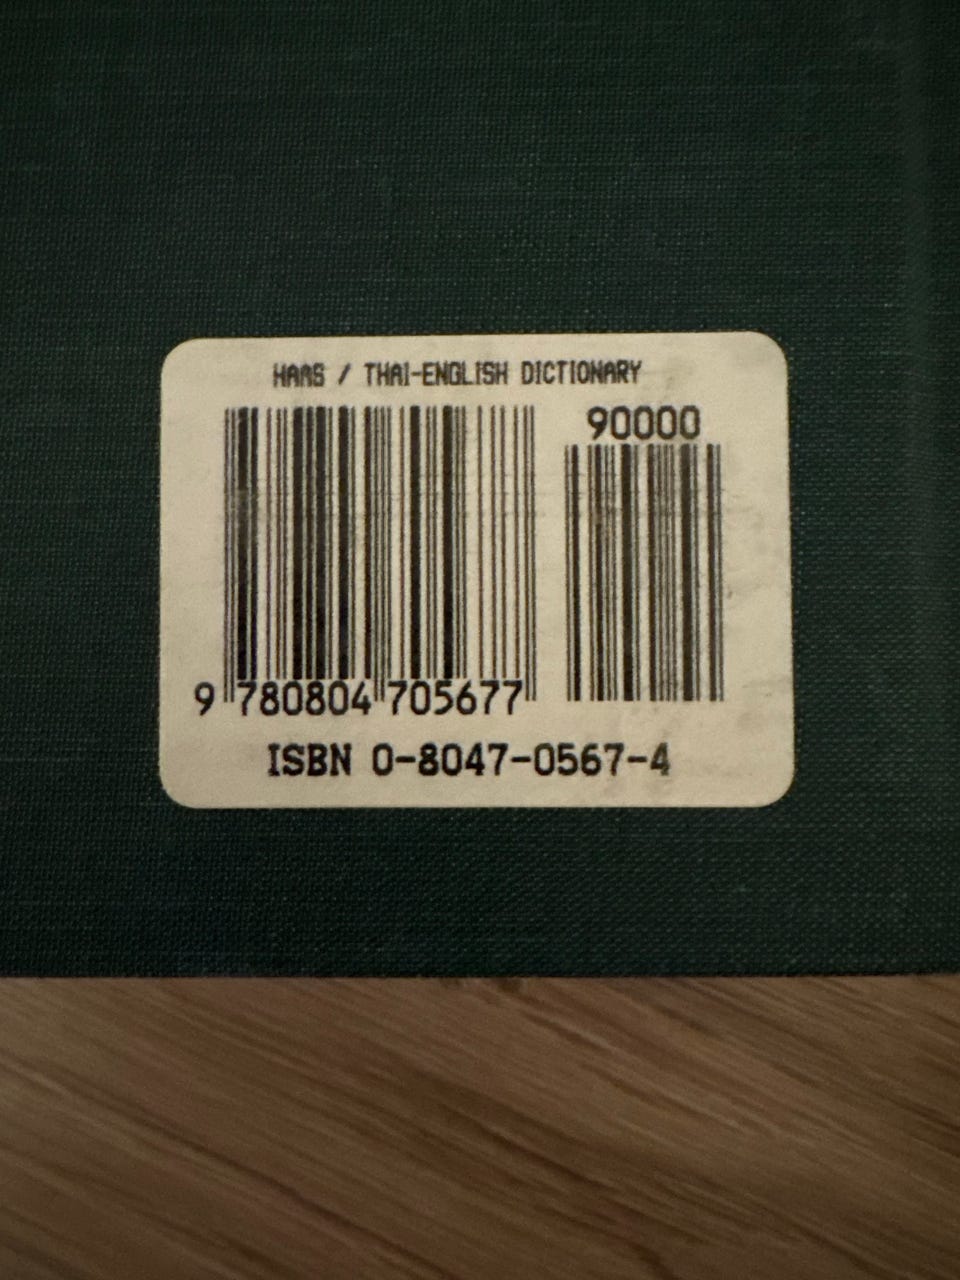 HAAS / THAI-ENGLISH DICTIONARY
90000
9 780804 705677
ISBN 0-8047-0567-4